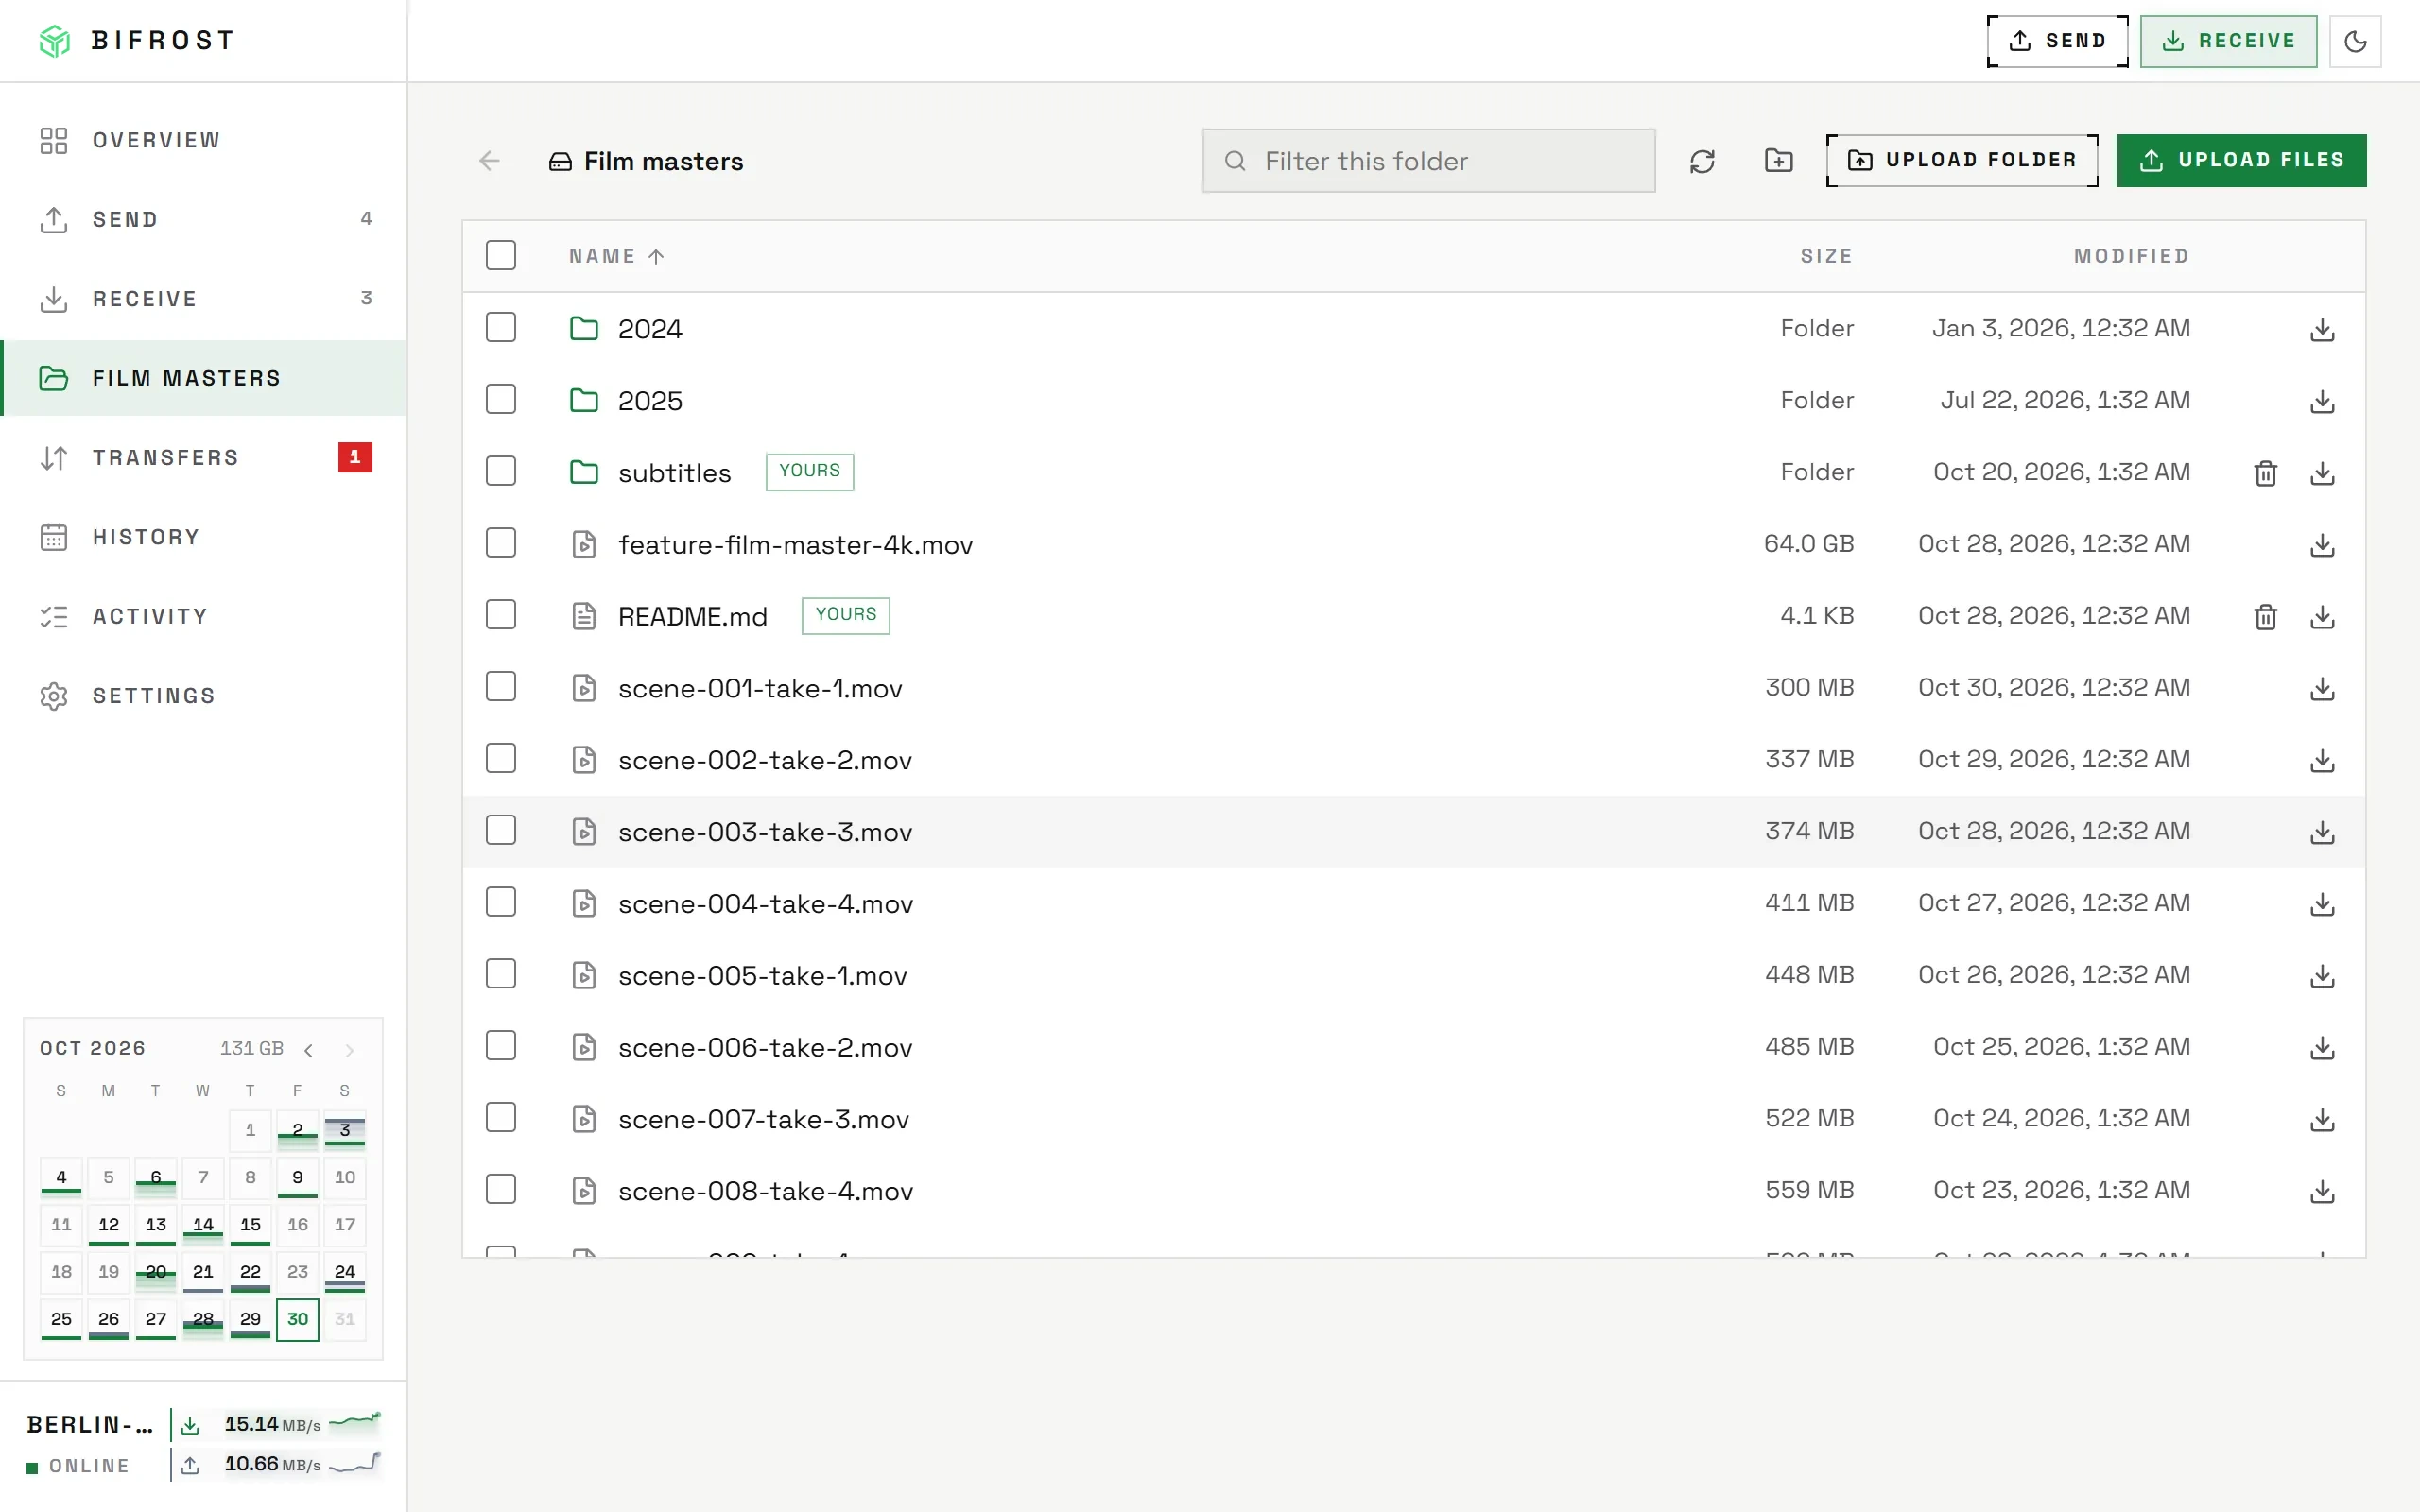 BIFROST
SEND
RECEIVE
OVERVIEW
SEND 4
RECEIVE 3
FILM MASTERS
TRANSFERS 1
HISTORY
ACTIVITY
SETTINGS
OCT 2026 131 GB
S M T W T F S
1 2 3
4 5 6 7 8 9 10
11 12 13 14 15 16 17
18 19 20 21 22 23 24
25 26 27 28 29 30 31
BERLIN-... 15.14 MB/s
ONLINE 10.66 MB/s
Film masters
Filter this folder
UPLOAD FOLDER
UPLOAD FILES
NAME SIZE MODIFIED
2024 Folder Jan 3, 2026, 12:32 AM
2025 Folder Jul 22, 2026, 1:32 AM
subtitles YOURS Folder Oct 20, 2026, 1:32 AM
feature-film-master-4k.mov 64.0 GB Oct 28, 2026, 12:32 AM
README.md YOURS 4.1 KB Oct 28, 2026, 12:32 AM
scene-001-take-1.mov 300 MB Oct 30, 2026, 12:32 AM
scene-002-take-2.mov 337 MB Oct 29, 2026, 12:32 AM
scene-003-take-3.mov 374 MB Oct 28, 2026, 12:32 AM
scene-004-take-4.mov 411 MB Oct 27, 2026, 12:32 AM
scene-005-take-1.mov 448 MB Oct 26, 2026, 12:32 AM
scene-006-take-2.mov 485 MB Oct 25, 2026, 1:32 AM
scene-007-take-3.mov 522 MB Oct 24, 2026, 1:32 AM
scene-008-take-4.mov 559 MB Oct 23, 2026, 1:32 AM